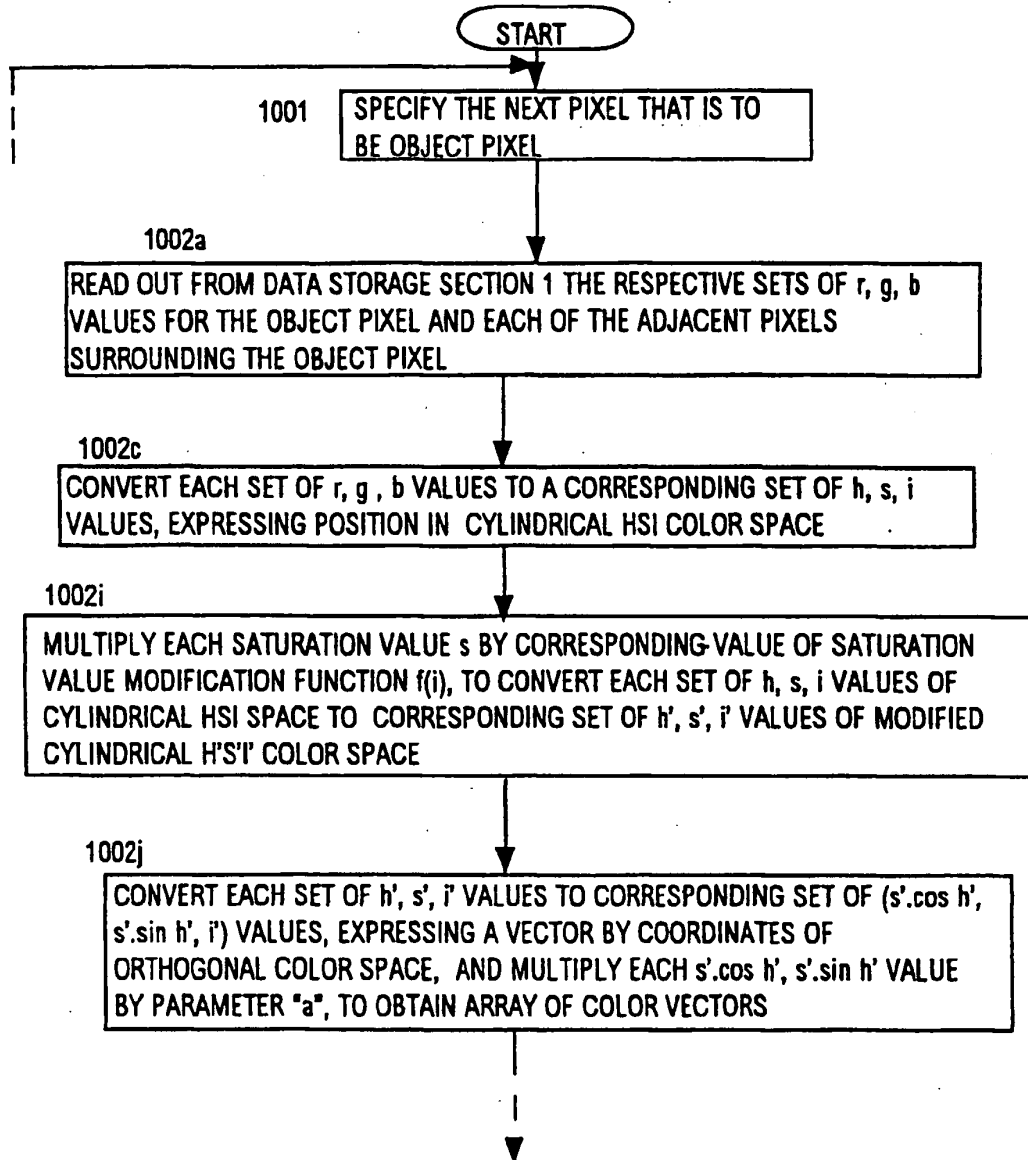 START
1001
SPECIFY THE NEXT PIXEL THAT IS TO
BE OBJECT PIXEL
1002a
READ OUT FROM DATA STORAGE SECTION 1 THE RESPECTIVE SETS OF r, g, b
VALUES FOR THE OBJECT PIXEL AND EACH OF THE ADJACENT PIXELS
SURROUNDING THE OBJECT PIXEL
1002c
CONVERT EACH SET OF r, g , b VALUES TO A CORRESPONDING SET OF h, s, i
VALUES, EXPRESSING POSITION IN CYLINDRICAL HSI COLOR SPACE
1002i
MULTIPLY EACH SATURATION VALUE s BY CORRESPONDING VALUE OF SATURATION
VALUE MODIFICATION FUNCTION f(i), TO CONVERT EACH SET OF h, s, i VALUES OF
CYLINDRICAL HSI SPACE TO CORRESPONDING SET OF h', s', i' VALUES OF MODIFIED
CYLINDRICAL H'S'I' COLOR SPACE
1002j
CONVERT EACH SET OF h', s', i' VALUES TO CORRESPONDING SET OF (s'.cos h',
s'.sin h', i') VALUES, EXPRESSING A VECTOR BY COORDINATES OF
ORTHOGONAL COLOR SPACE, AND MULTIPLY EACH s'.cos h', s'.sin h' VALUE
BY PARAMETER "a", TO OBTAIN ARRAY OF COLOR VECTORS